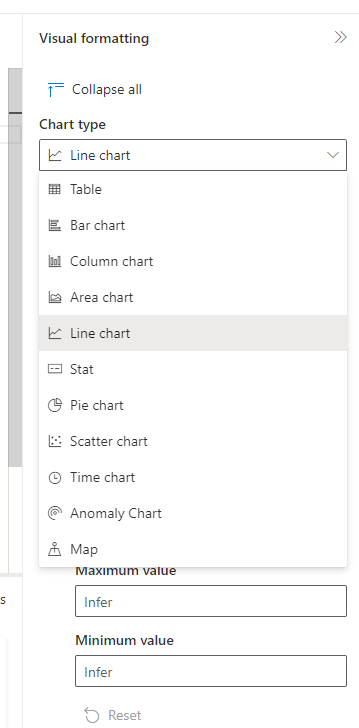 Visual formatting
Collapse all
Chart type
Line chart
Table
Bar chart
Column chart
Area chart
Line chart
Stat
Pie chart
Scatter chart
Time chart
Anomaly Chart
Map
Maximum value
s
Infer
Minimum value
Infer
Reset